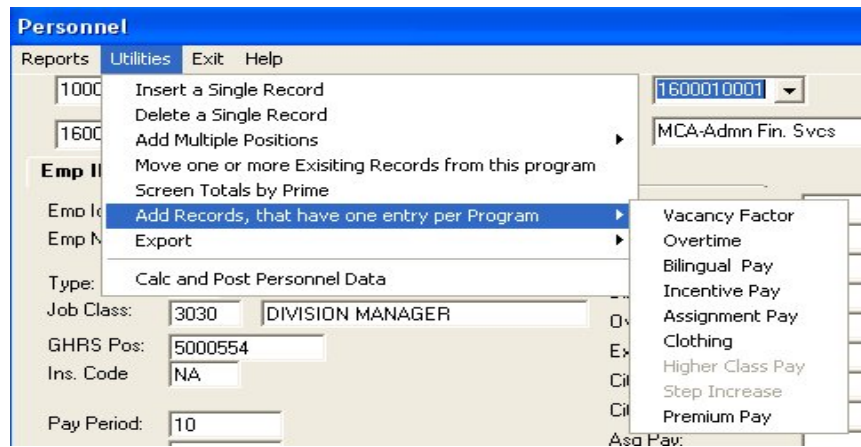 Personnel
Reports Utilities Exit Help
1000
1600010001
Insert a Single Record
Delete a Single Record
Add Multiple Positions
1600
MCA-Admn Fin. Svcs
Move one or more Exisiting Records from this program
Emp
Screen Totals by Prime
Add Records, that have one entry per Program
Emp
Export
Emp
Calc and Post Personnel Data
Type:
Vacancy Factor
Overtime
Bilingual Pay
Incentive Pay
Assignment Pay
Clothing
Higher Class Pay
Step Increase
Premium Pay
Job Class: 3030 DIVISION MANAGER
GHRS Pos: 5000554
Ins. Code NA
Pay Period: 10
Asg Pay: